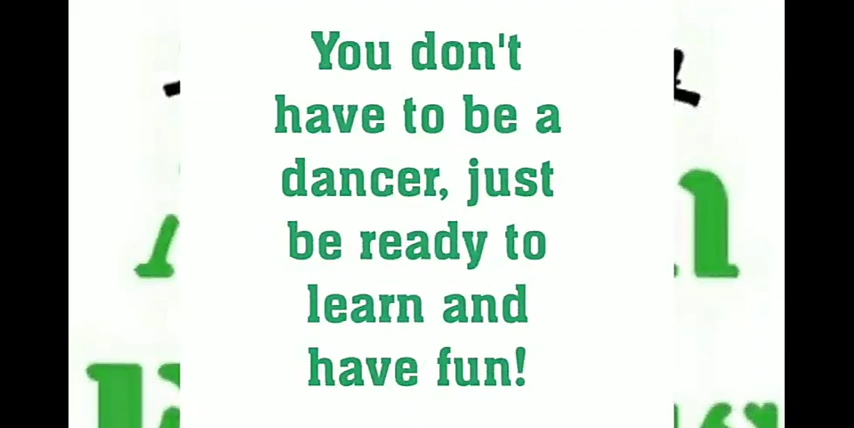 You don't
have to be a
dancer, just
be ready to
learn and
have fun!